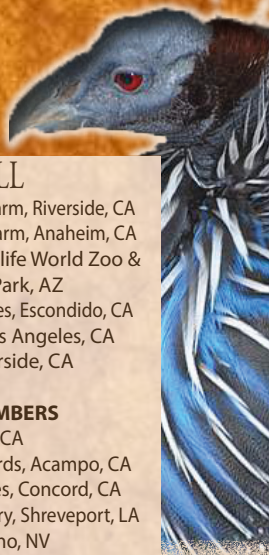 LL
arm, Riverside, CA
arm, Anaheim, CA
life World Zoo &
Park, AZ
es, Escondido, CA
s Angeles, CA
rside, CA
MBERS
CA
rds, Acampo, CA
es, Concord, CA
ry, Shreveport, LA
no, NV